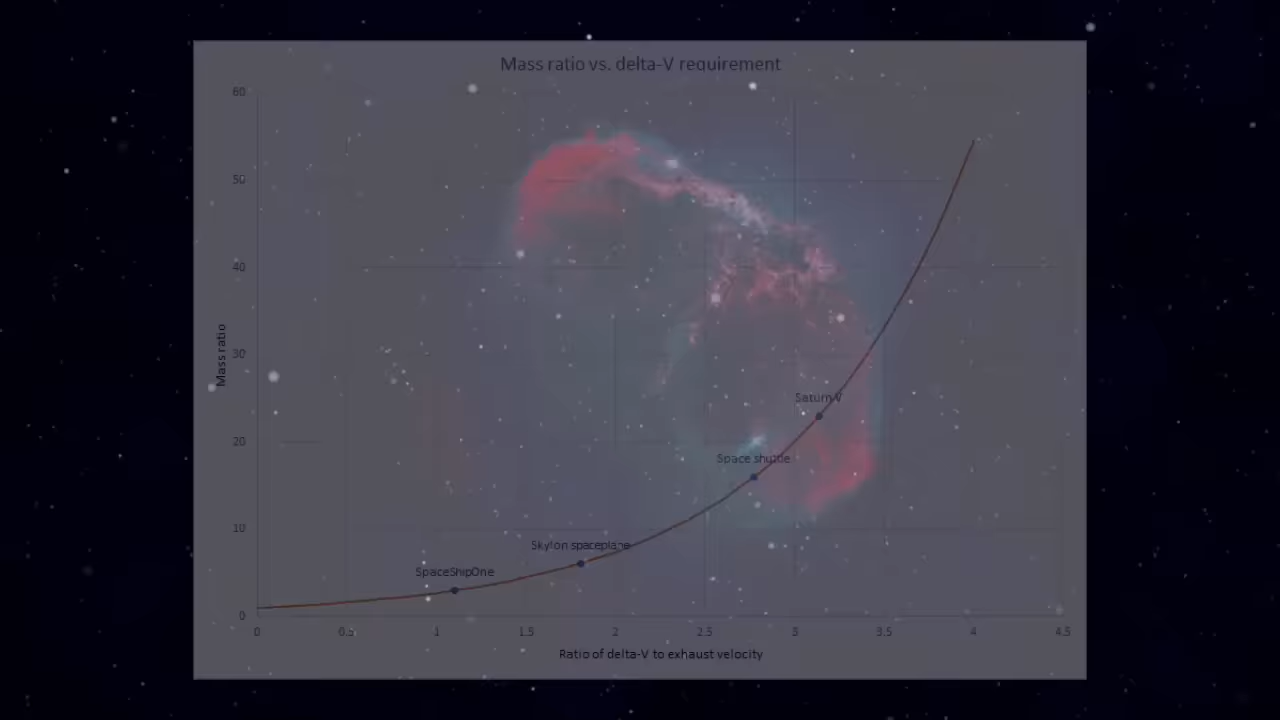 Mass ratio vs. delta-V requirement
60
50
40
30
20
10
0
Mass ratio
Saturn V
Space shuttle
Skylon spaceplane
SpaceShipOne
0 0.5 1 1.5 2 2.5 3 3.5 4 4.5
Ratio of delta-V to exhaust velocity